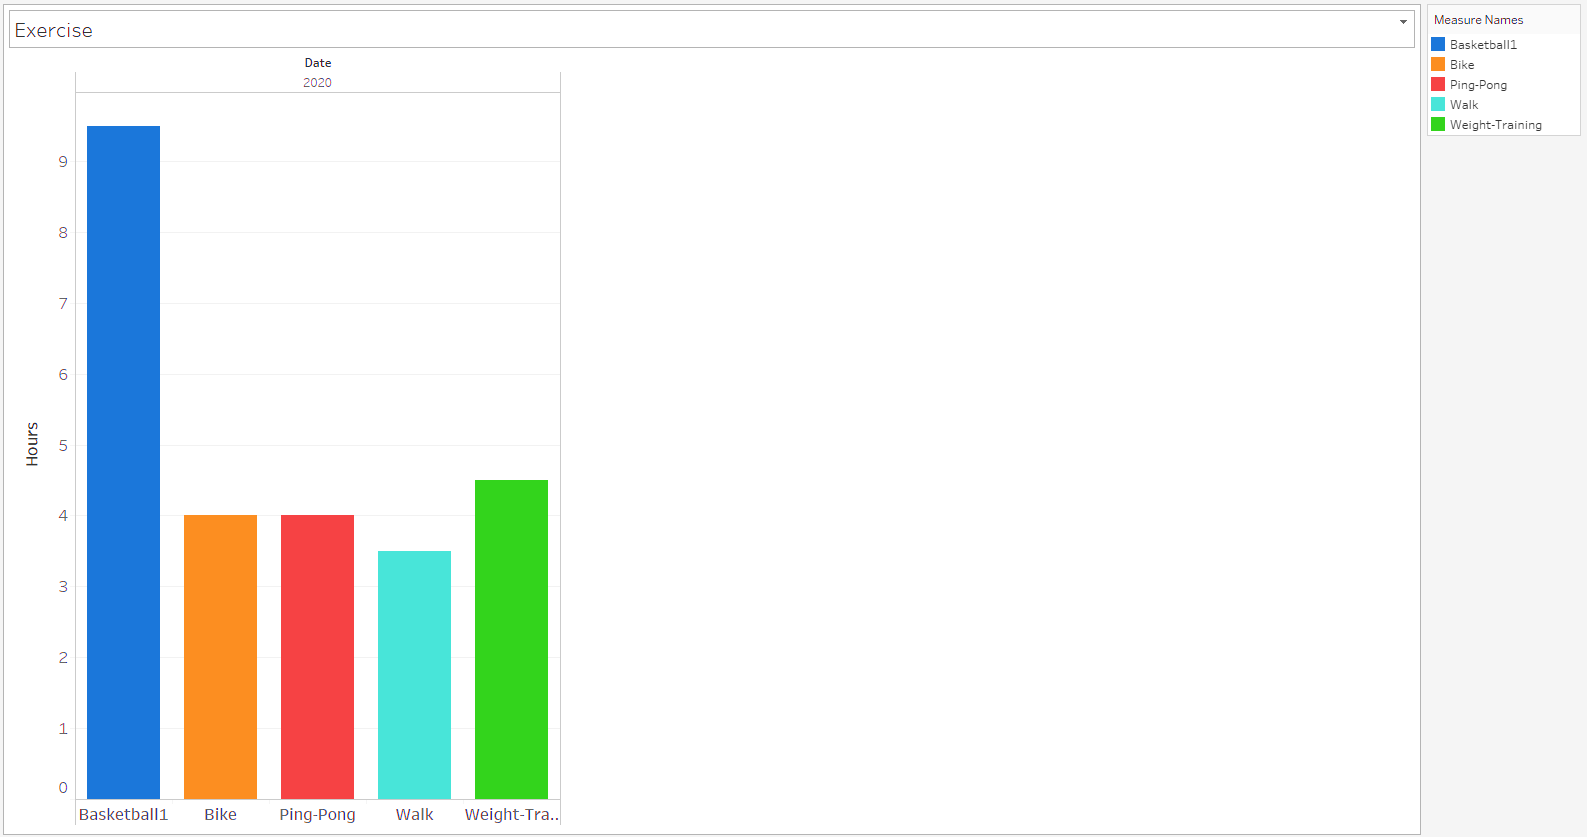 Exercise
Date
2020
9
8
7
6
5
4
3
2
1
0
Hours
Basketball1 Bike Ping-Pong Walk Weight-Tra..
Measure Names
Basketball1
Bike
Ping-Pong
Walk
Weight-Training